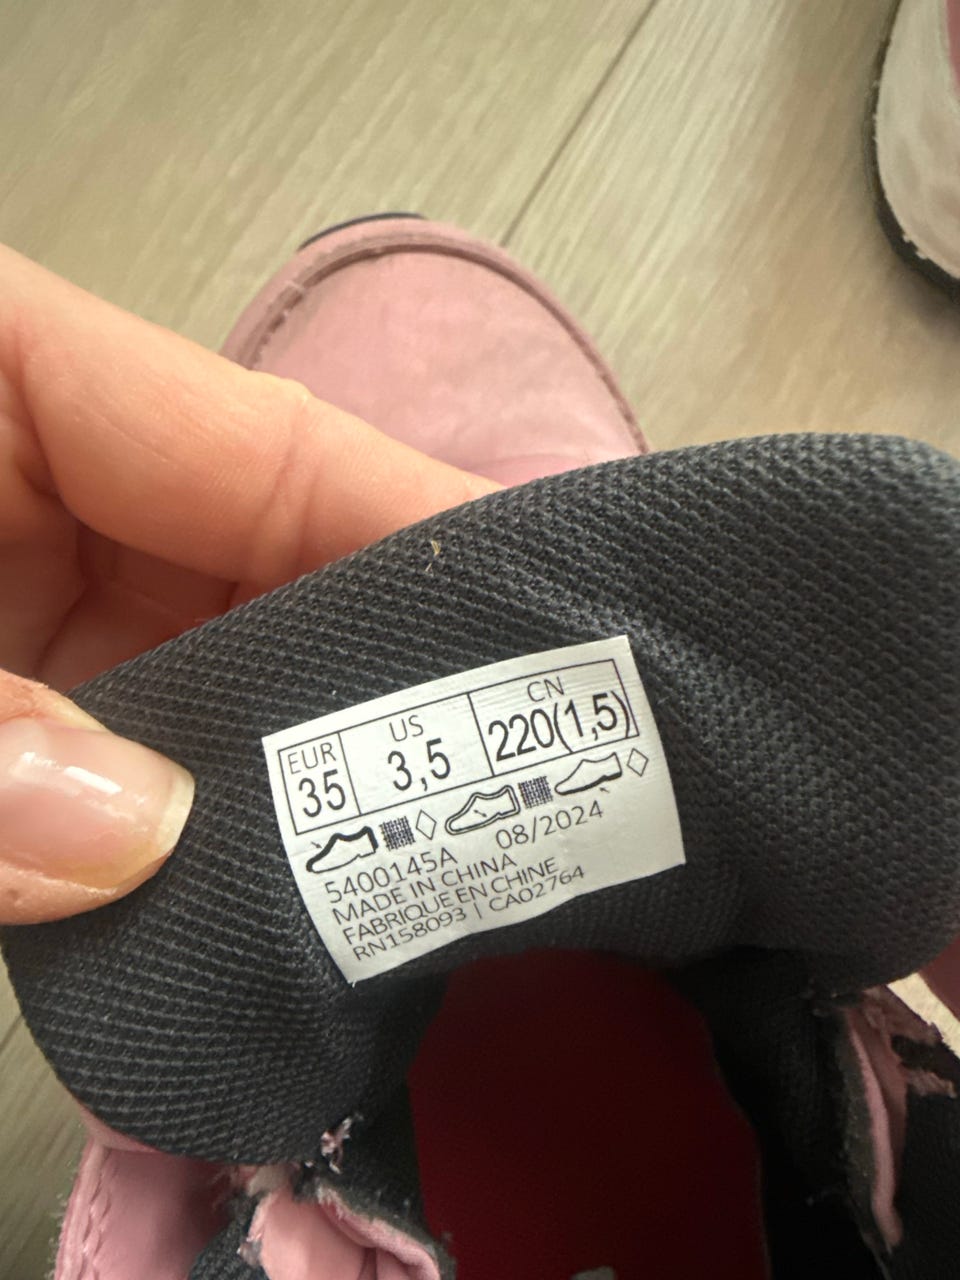 EUR US CN
35 3,5 220(1,5)
5400145A 08/2024
MADE IN CHINA
FABRIQUE EN CHINE
RN158093 | CA02764